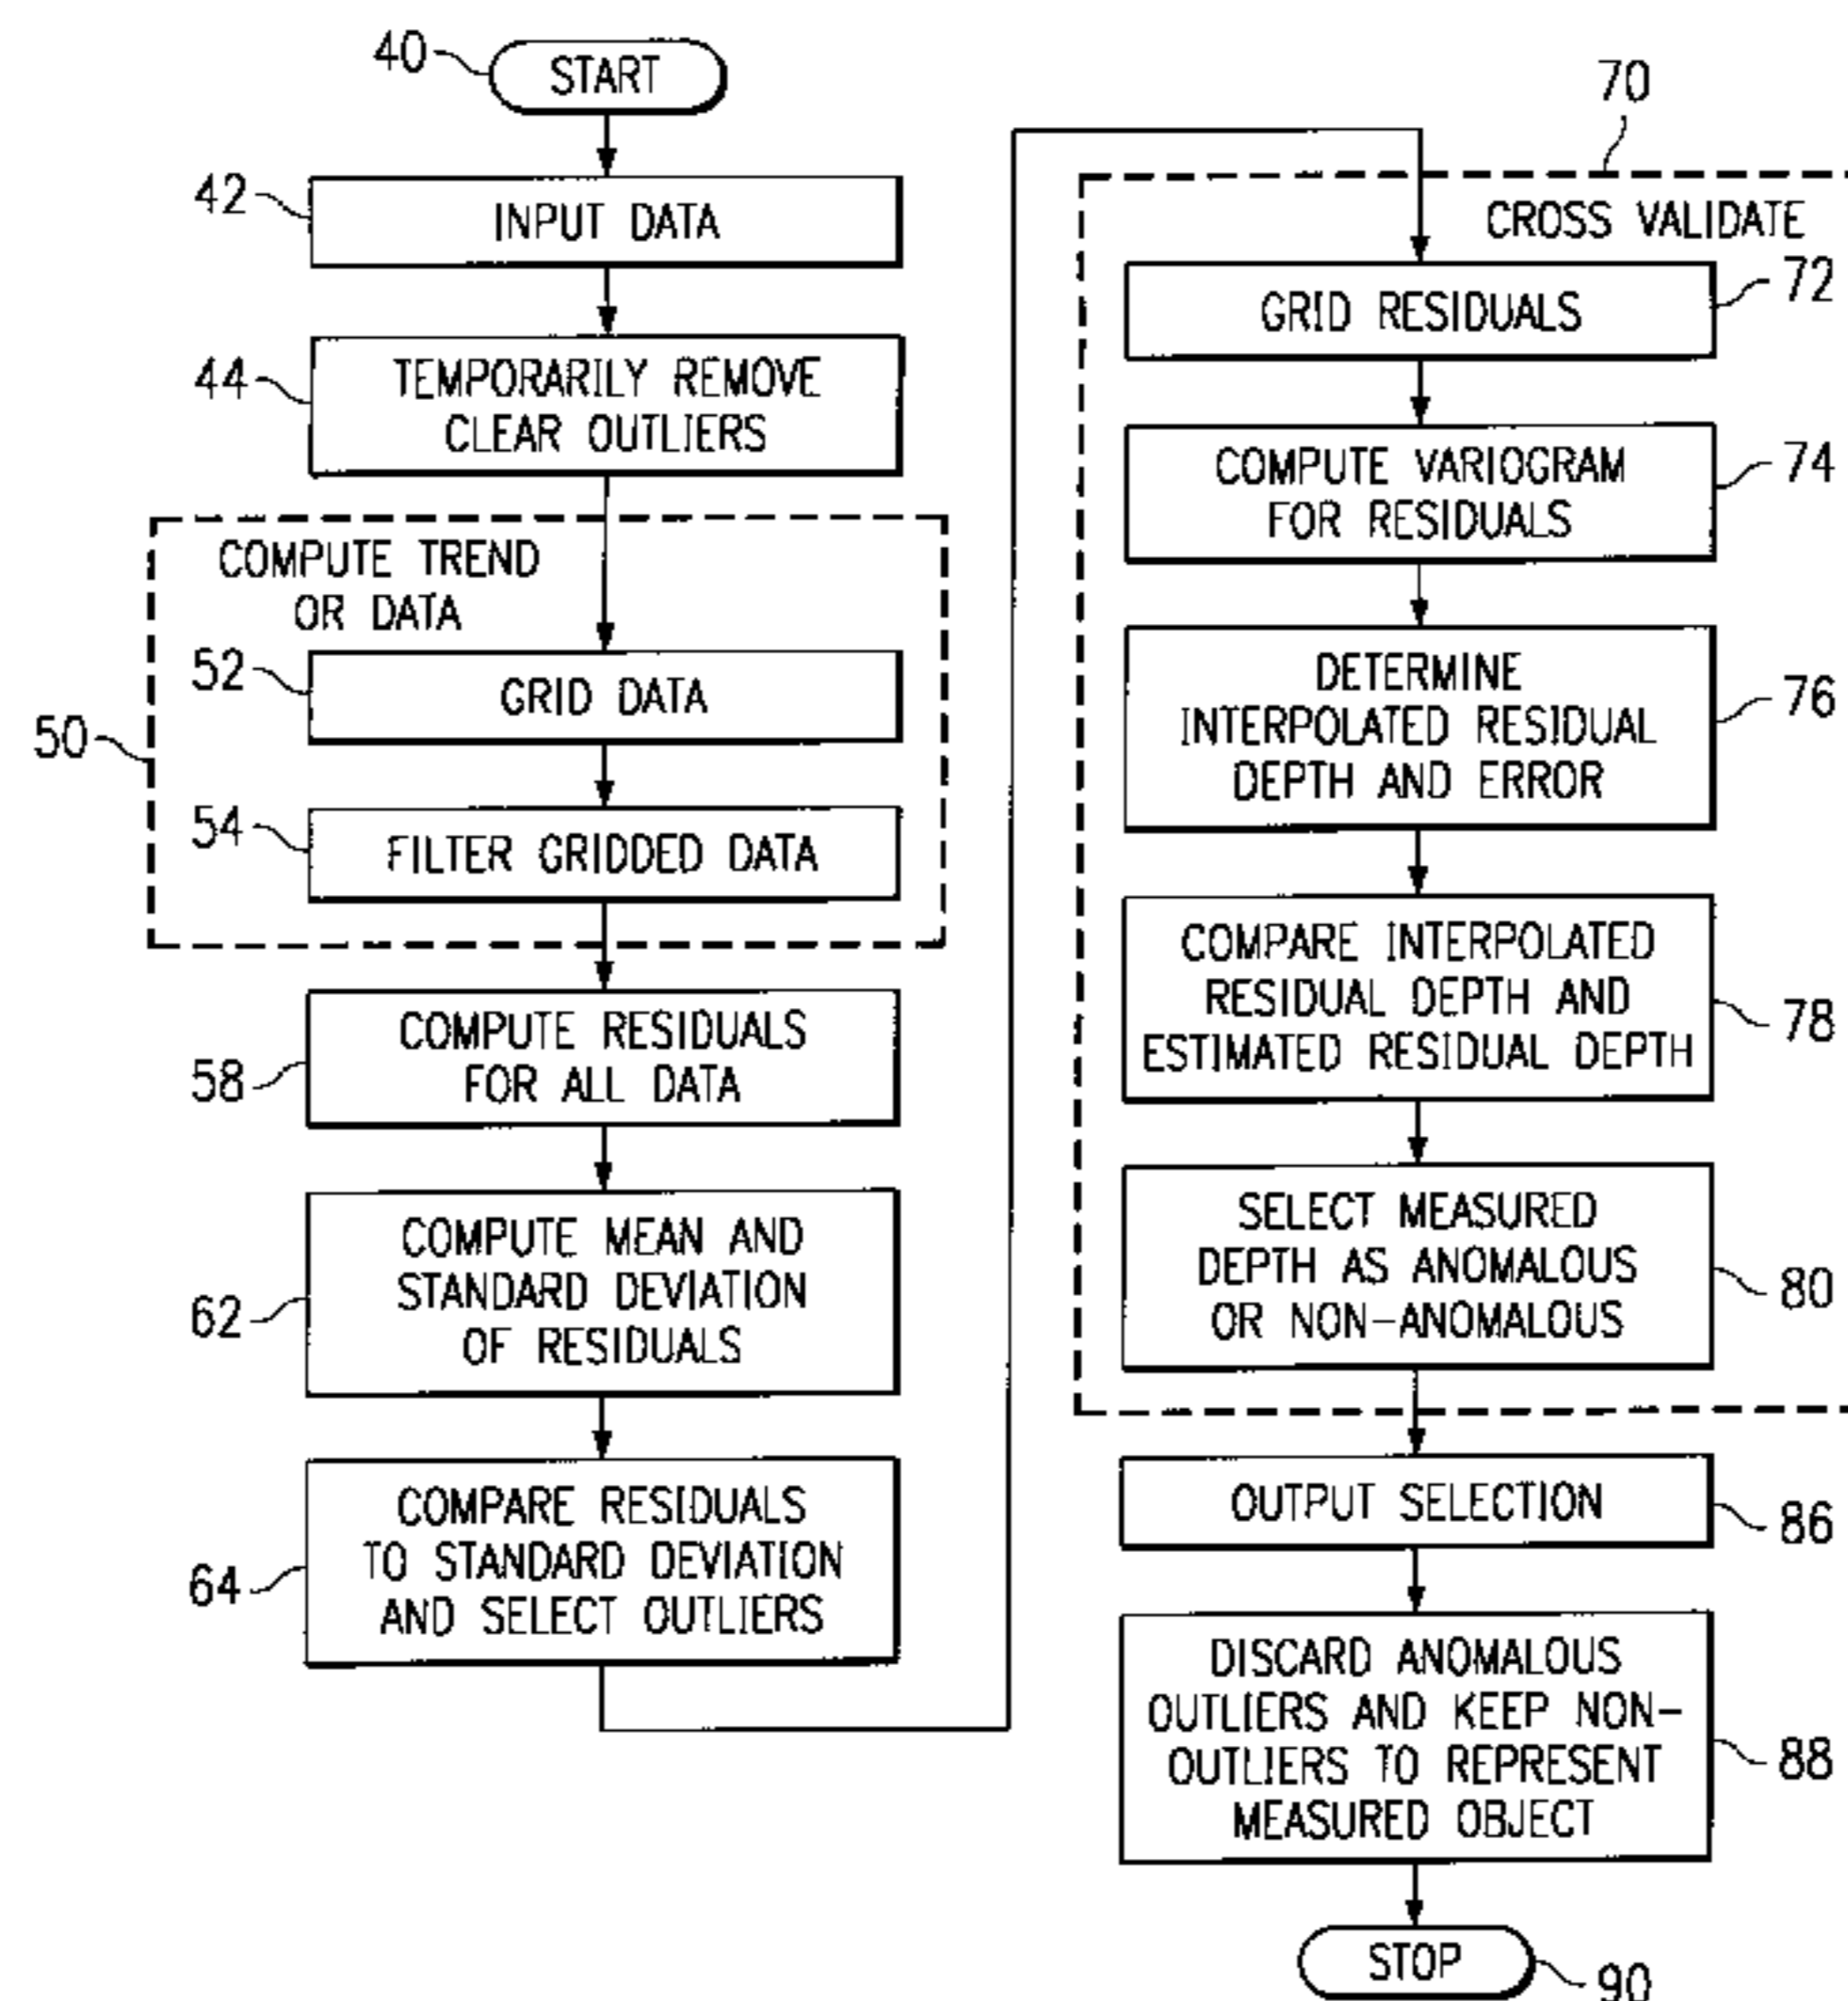 40
START
42
INPUT DATA
44
TEMPORARILY REMOVE
CLEAR OUTLIERS
COMPUTE TREND
OR DATA
50
52
GRID DATA
54
FILTER GRIDDED DATA
58
COMPUTE RESIDUALS
FOR ALL DATA
62
COMPUTE MEAN AND
STANDARD DEVIATION
OF RESIDUALS
64
COMPARE RESIDUALS
TO STANDARD DEVIATION
AND SELECT OUTLIERS
70
CROSS VALIDATE
72
GRID RESIDUALS
74
COMPUTE VARIOGRAM
FOR RESIDUALS
76
DETERMINE
INTERPOLATED RESIDUAL
DEPTH AND ERROR
78
COMPARE INTERPOLATED
RESIDUAL DEPTH AND
ESTIMATED RESIDUAL DEPTH
80
SELECT MEASURED
DEPTH AS ANOMALOUS
OR NON-ANOMALOUS
86
OUTPUT SELECTION
88
DISCARD ANOMALOUS
OUTLIERS AND KEEP NON-
OUTLIERS TO REPRESENT
MEASURED OBJECT
STOP
90